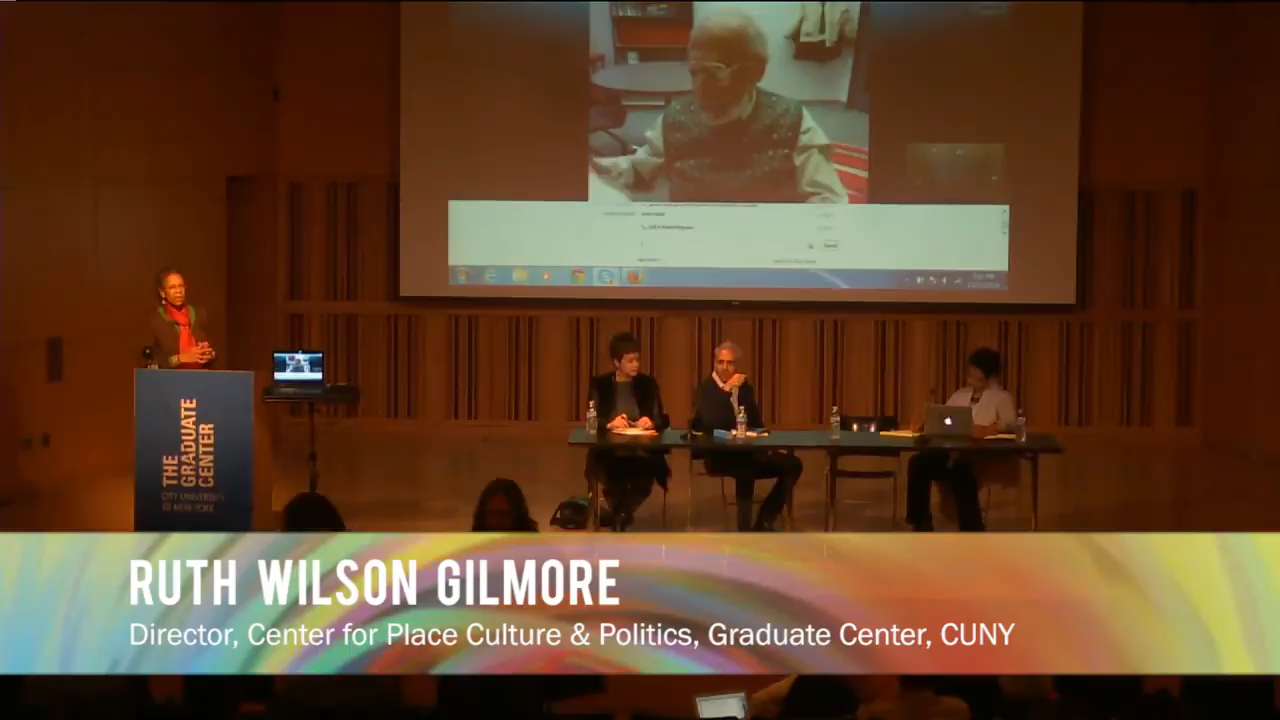 THE
GRADUATE
CENTER
CITY UNIVERSITY
OF NEW YORK
RUTH WILSON GILMORE
Director, Center for Place Culture & Politics, Graduate Center, CUNY